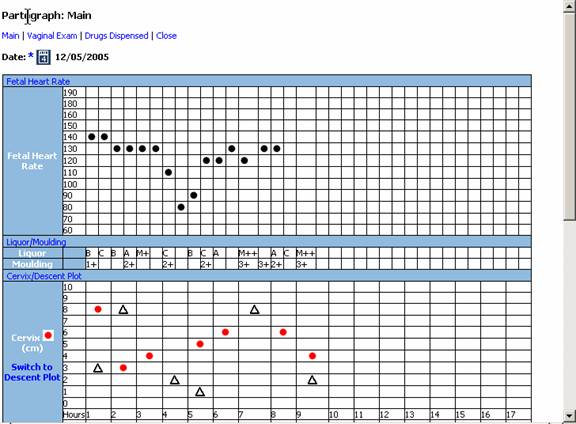 Partograph: Main
Main | Vaginal Exam | Drugs Dispensed | Close
Date: * 12/05/2005
Fetal Heart Rate
190
180
170
160
150
140
130
120
110
100
90
80
70
60
Fetal Heart
Rate
Liquor/Moulding
Liquor B C B A M+ C B C A M++ A C M++
Moulding 1+ 2+ 2+ 2+ 3+ 3+ 2+ 3+
Cervix/Descent Plot
10
9
8
7
6
5
4
3
2
1
0
Cervix
(cm)
Switch to
Descent Plot
Hours 1 2 3 4 5 6 7 8 9 10 11 12 13 14 15 16 17